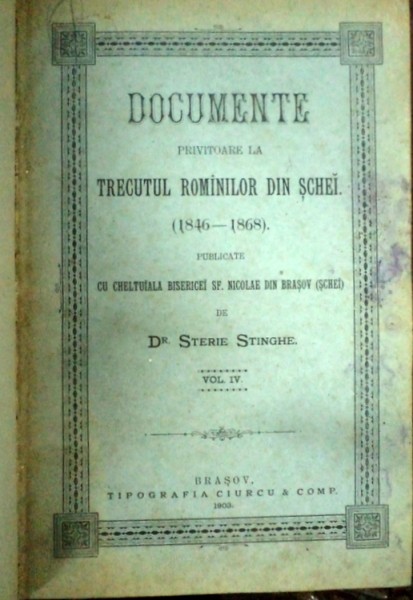 DOCUMENTE
PRIVITOARE LA
TRECUTUL ROMÎNILOR DIN ȘCHEĬ.
(1846—1868).
PUBLICATE
CU CHELTUĬALA BISERICEĬ SF. NICOLAE DIN BRAȘOV (ȘCHEĬ)
DE
DR. STERIE STINGHE.
VOL. IV.
BRAȘOV,
TIPOGRAFIA CIURCU & COMP.
1903.